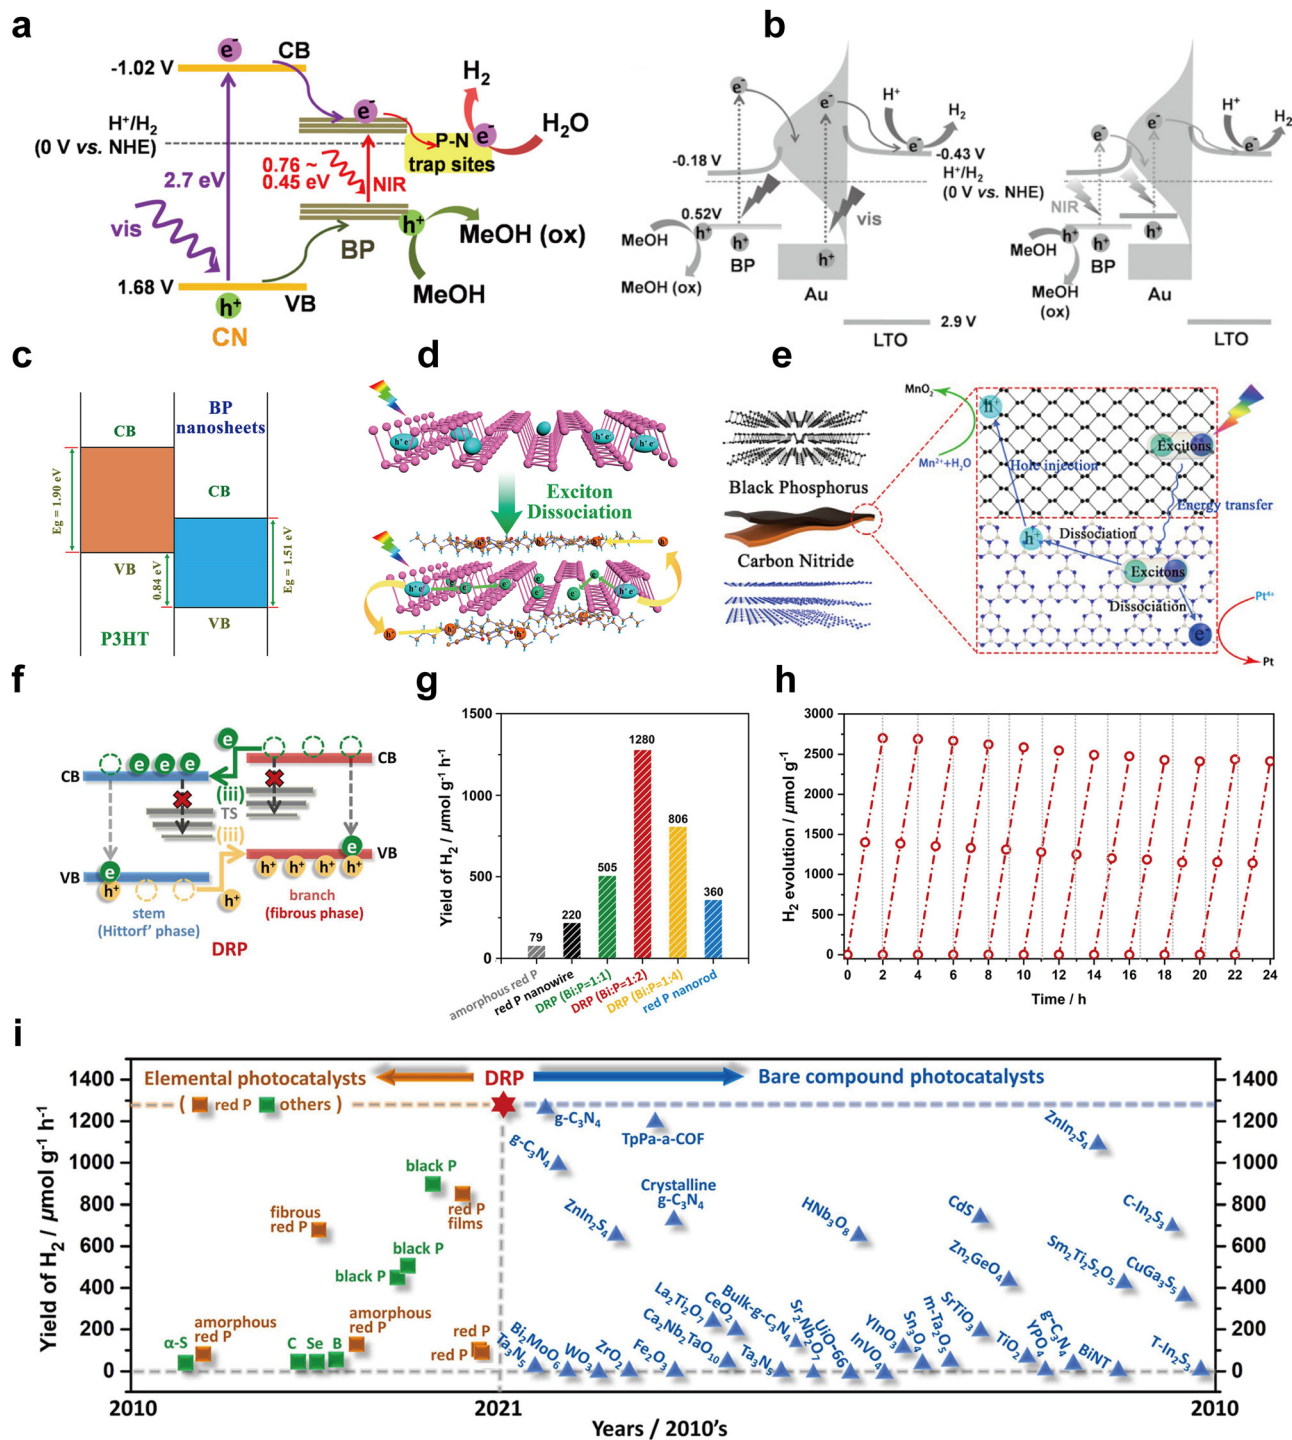 a
e⁻
CB
-1.02 V
H₂
e⁻
H⁺/H₂
(0 V vs. NHE)
P-N
trap sites
e⁻
H₂O
2.7 eV
0.76 ~
0.45 eV
NIR
vis
h⁺
BP
MeOH (ox)
1.68 V
VB
MeOH
h⁺
CN
b
e⁻
e⁻
H⁺
H₂
e⁻
-0.18 V
-0.43 V
H⁺/H₂
(0 V vs. NHE)
0.52V
vis
MeOH
h⁺
h⁺
BP
h⁺
MeOH (ox)
Au
2.9 V
LTO
H⁺
H₂
e⁻
e⁻
e⁻
NIR
h⁺
h⁺
h⁺
MeOH
BP
MeOH
(ox)
Au
LTO
c
BP
nanosheets
CB
CB
Eg = 1.90 eV
Eg = 1.51 eV
VB
0.84 eV
P3HT
VB
d
h⁺ e⁻
h⁺ e⁻
h⁺ e⁻
Exciton
Dissociation
h⁺
h⁺ e⁻
e⁻
e⁻
e⁻
e⁻
e⁻
e⁻
h⁺ e⁻
h⁺
h⁺
h⁺
e
MnO₂
h⁺
Excitons
Mn²⁺+H₂O
Hole injection
Black Phosphorus
Energy transfer
h⁺
Dissociation
Carbon Nitride
Excitons
Dissociation
Pt⁴⁺
e⁻
Pt
f
e
CB
e
e
e
CB
(iii)
TS
(iii)
e
VB
e
VB
h⁺
h⁺
h⁺
h⁺
h⁺
h⁺
stem
(Hittorf' phase)
branch
(fibrous phase)
DRP
g
Yield of H₂ / μmol g⁻¹ h⁻¹
1500
1000
500
0
79
220
505
1280
806
360
amorphous red P
red P nanowire
DRP (Bi:P=1:1)
DRP (Bi:P=1:2)
DRP (Bi:P=1:4)
red P nanorod
h
H₂ evolution / μmol g⁻¹
3000
2500
2000
1500
1000
500
0
0 2 4 6 8 10 12 14 16 18 20 22 24
Time / h
i
Yield of H₂ / μmol g⁻¹ h⁻¹
1400
1200
1000
800
600
400
200
0
1400
1200
1000
800
600
400
200
0
Elemental photocatalysts
DRP
Bare compound photocatalysts
( red P others )
g-C₃N₄
TpPa-a-COF
ZnIn₂S₄
g-C₃N₄
black P
fibrous
red P
red P
films
ZnIn₂S₄
Crystalline
g-C₃N₄
HNb₃O₈
CdS
C-In₂S₃
black P
black P
Zn₂GeO₄
Sm₂Ti₂S₂O₅
CuGa₃S₅
α-S
amorphous
red P
C
Se
B
amorphous
red P
red P
red P
Ta₃N₅
Bi₂MoO₆
WO₃
ZrO₂
Fe₂O₃
La₂Ti₂O₇
CeO₂
Ca₂Nb₂TaO₁₀
Bulk-g-C₃N₄
Ta₃N₅
Sr₂Nb₂O₇
UiO-66
InVO₄
YInO₃
Sn₃O₄
m-Ta₂O₅
SrTiO₃
TiO₂
YPO₄
g-C₃N₄
BiNT
T-In₂S₃
2010
2021
2010
Years / 2010's